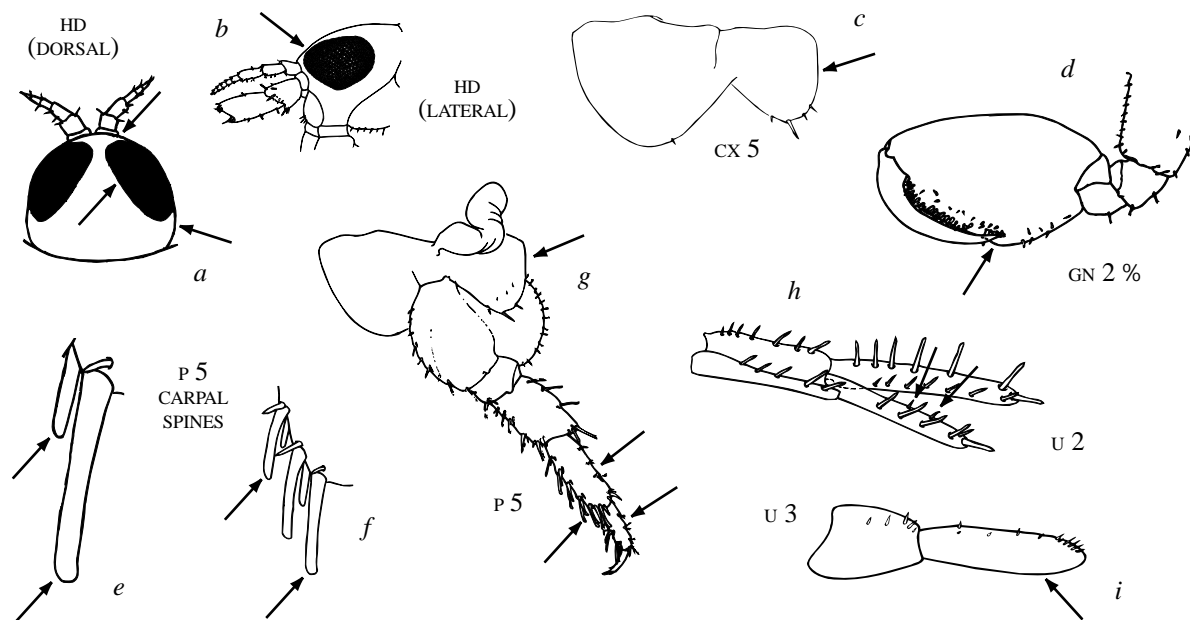 HD
(DORSAL)
a
b
HD
(LATERAL)
c
CX 5
d
GN 2 %
e
P 5
CARPAL
SPINES
f
g
P 5
h
U 2
U 3
i